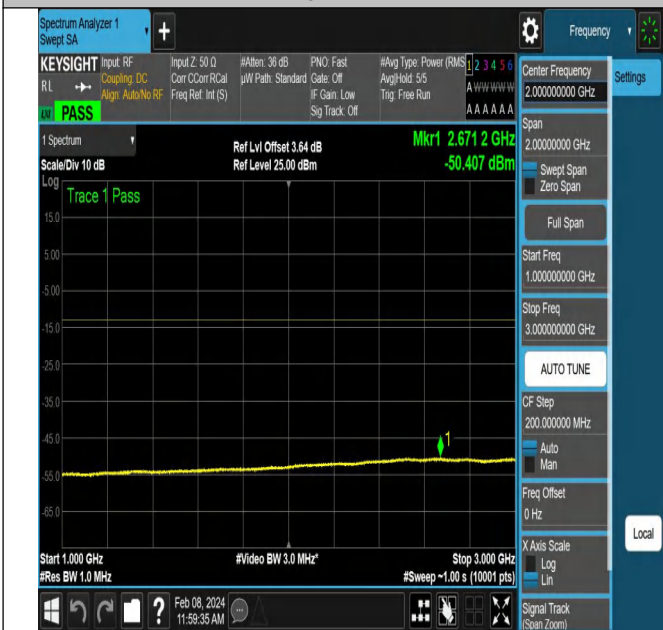 Spectrum Analyzer 1
Swept SA
Frequency
KEYSIGHT
RL
LXI
PASS
Input: RF
Coupling: DC
Align: Auto/No RF
Input Z: 50 Ω
Corr CCorr RCal
Freq Ref: Int (S)
#Atten: 36 dB
µW Path: Standard
PNO: Fast
Gate: Off
IF Gain: Low
Sig Track: Off
#Avg Type: Power (RMS
Avg|Hold: 5/5
Trig: Free Run
1 2 3 4 5 6
A W W W W W
A A A A A A
1 Spectrum
Scale/Div 10 dB
Log
Ref Lvl Offset 3.64 dB
Ref Level 25.00 dBm
Mkr1 2.671 2 GHz
-50.407 dBm
Trace 1 Pass
15.0
5.00
-5.00
-15.0
-25.0
-35.0
-45.0
-55.0
-65.0
1
Start 1.000 GHz
#Res BW 1.0 MHz
#Video BW 3.0 MHz*
Stop 3.000 GHz
#Sweep ~1.00 s (10001 pts)
Feb 08, 2024
11:59:35 AM
?
Center Frequency
2.000000000 GHz
Settings
Span
2.00000000 GHz
Swept Span
Zero Span
Full Span
Start Freq
1.000000000 GHz
Stop Freq
3.000000000 GHz
AUTO TUNE
CF Step
200.000000 MHz
Auto
Man
Freq Offset
0 Hz
X Axis Scale
Log
Lin
Local
Signal Track
(Span Zoom)